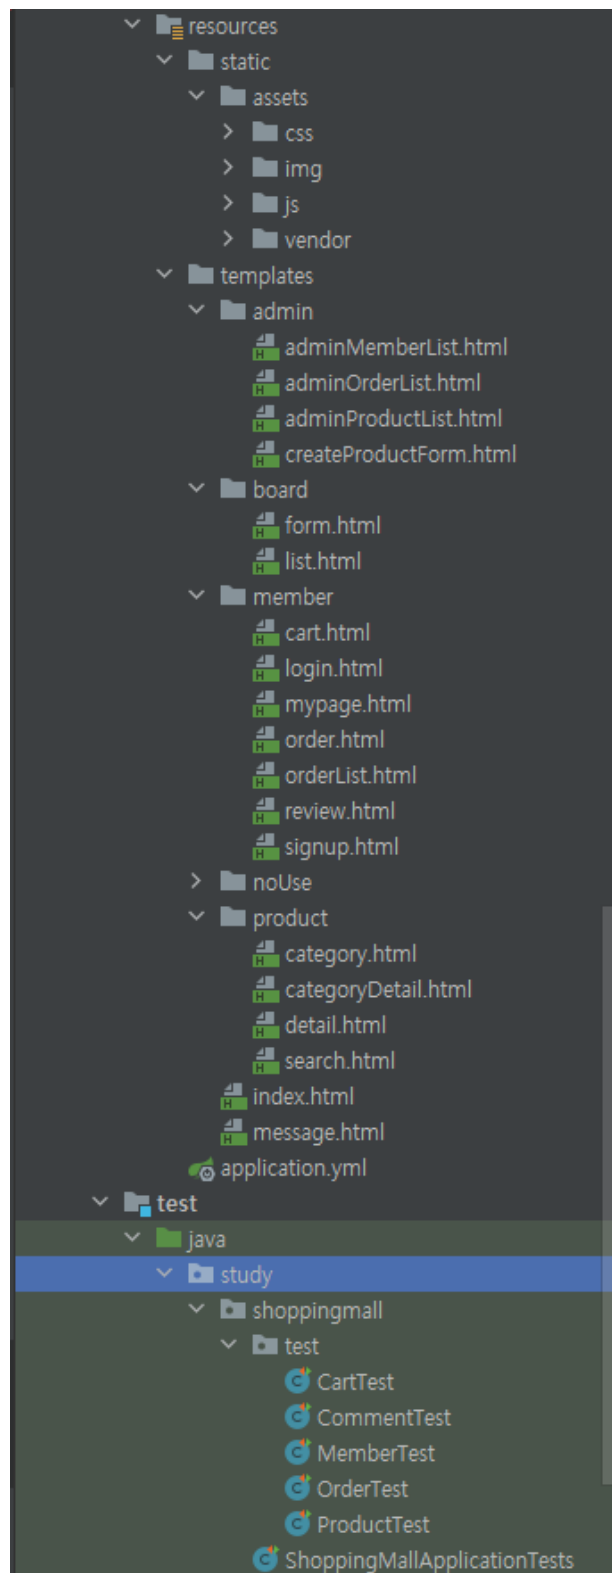 resources
static
assets
css
img
js
vendor
templates
admin
adminMemberList.html
adminOrderList.html
adminProductList.html
createProductForm.html
board
form.html
list.html
member
cart.html
login.html
mypage.html
order.html
orderList.html
review.html
signup.html
noUse
product
category.html
categoryDetail.html
detail.html
search.html
index.html
message.html
application.yml
test
java
study
shoppingmall
test
CartTest
CommentTest
MemberTest
OrderTest
ProductTest
ShoppingMallApplicationTests